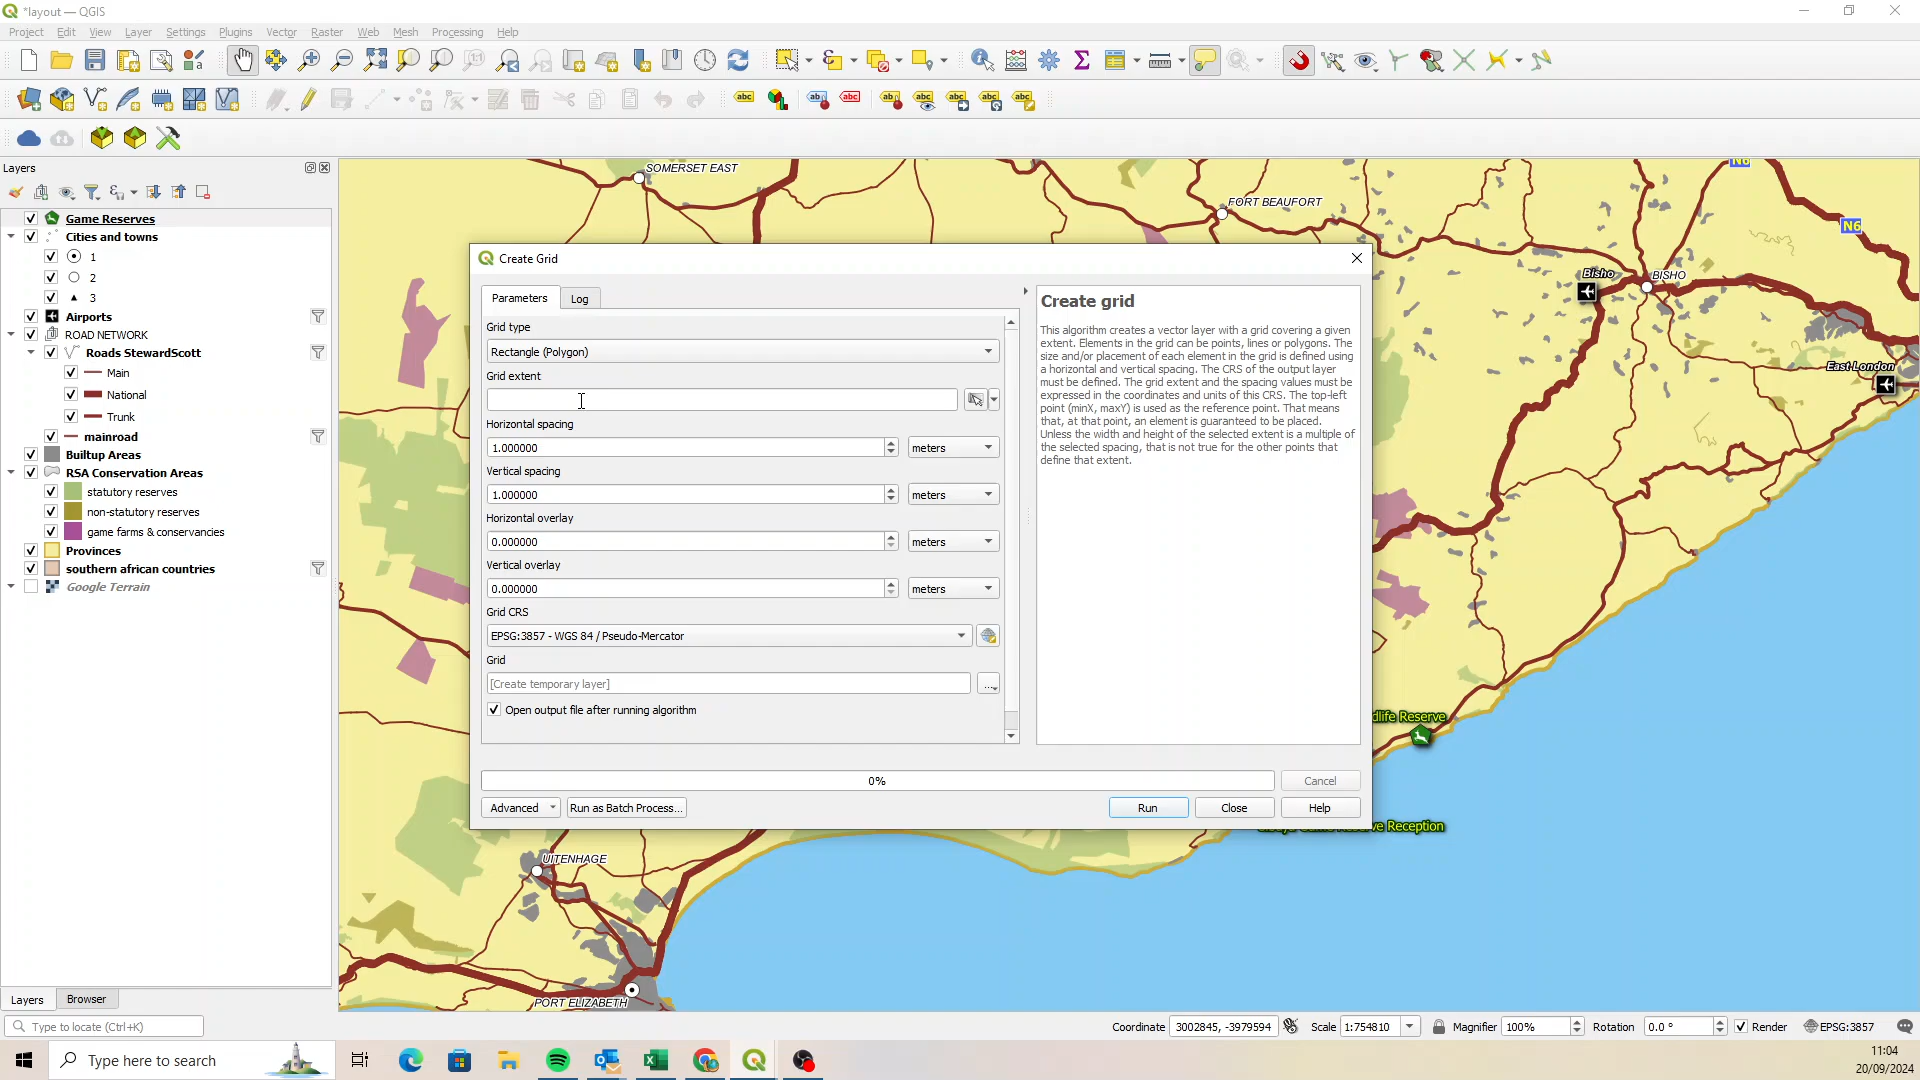 *layout — QGIS
Project Edit View Layer Settings Plugins Vector Raster Web Mesh Processing Help
Layers
Game Reserves
Cities and towns
1
2
3
Airports
ROAD NETWORK
Roads StewardScott
Main
National
Trunk
mainroad
Builtup Areas
RSA Conservation Areas
statutory reserves
non-statutory reserves
game farms & conservancies
Provinces
southern african countries
Google Terrain
Layers Browser
Type to locate (Ctrl+K)
SOMERSET EAST
FORT BEAUFORT
N6
Bisho
BISHO
East London
dlife Reserve
ve Reception
UITENHAGE
PORT ELIZABETH
Create Grid
Parameters Log
Grid type
Rectangle (Polygon)
Grid extent
Horizontal spacing
1.000000 meters
Vertical spacing
1.000000 meters
Horizontal overlay
0.000000 meters
Vertical overlay
0.000000 meters
Grid CRS
EPSG:3857 - WGS 84 / Pseudo-Mercator
Grid
[Create temporary layer]
...
Open output file after running algorithm
Create grid
This algorithm creates a vector layer with a grid covering a given
extent. Elements in the grid can be points, lines or polygons. The
size and/or placement of each element in the grid is defined using
a horizontal and vertical spacing. The CRS of the output layer
must be defined. The grid extent and the spacing values must be
expressed in the coordinates and units of this CRS. The top-left
point (minX, maxY) is used as the reference point. That means
that, at that point, an element is guaranteed to be placed.
Unless the width and height of the selected extent is a multiple of
the selected spacing, that is not true for the other points that
define that extent.
0%
Cancel
Advanced Run as Batch Process... Run Close Help
Coordinate 3002845, -3979594 Scale 1:754810 Magnifier 100% Rotation 0.0 ° Render EPSG:3857
Type here to search
11:04
20/09/2024